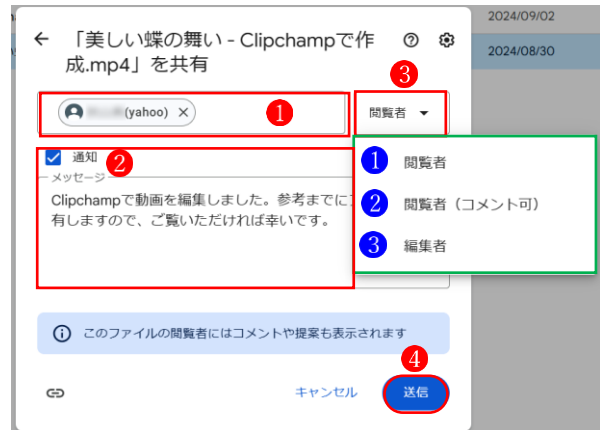 2024/09/02
「美しい蝶の舞い - Clipchampで作
成.mp4」を共有
2024/08/30
3
(yahoo) ×
1
閲覧者
通知
2
メッセージ
Clipchampで動画を編集しました。参考までに
有しますので、ご覧いただければ幸いです。
1 閲覧者
2 閲覧者（コメント可）
3 編集者
このファイルの閲覧者にはコメントや提案も表示されます
4
キャンセル
送信